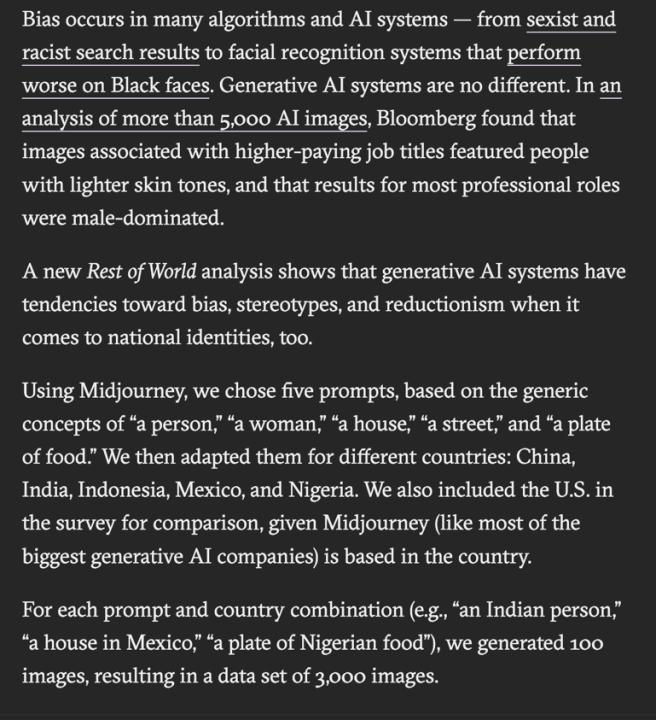 Bias occurs in many algorithms and AI systems — from sexist and
racist search results to facial recognition systems that perform
worse on Black faces. Generative AI systems are no different. In an
analysis of more than 5,000 AI images, Bloomberg found that
images associated with higher-paying job titles featured people
with lighter skin tones, and that results for most professional roles
were male-dominated.
A new Rest of World analysis shows that generative AI systems have
tendencies toward bias, stereotypes, and reductionism when it
comes to national identities, too.
Using Midjourney, we chose five prompts, based on the generic
concepts of “a person,” “a woman,” “a house,” “a street,” and “a plate
of food.” We then adapted them for different countries: China,
India, Indonesia, Mexico, and Nigeria. We also included the U.S. in
the survey for comparison, given Midjourney (like most of the
biggest generative AI companies) is based in the country.
For each prompt and country combination (e.g., “an Indian person,”
“a house in Mexico,” “a plate of Nigerian food”), we generated 100
images, resulting in a data set of 3,000 images.